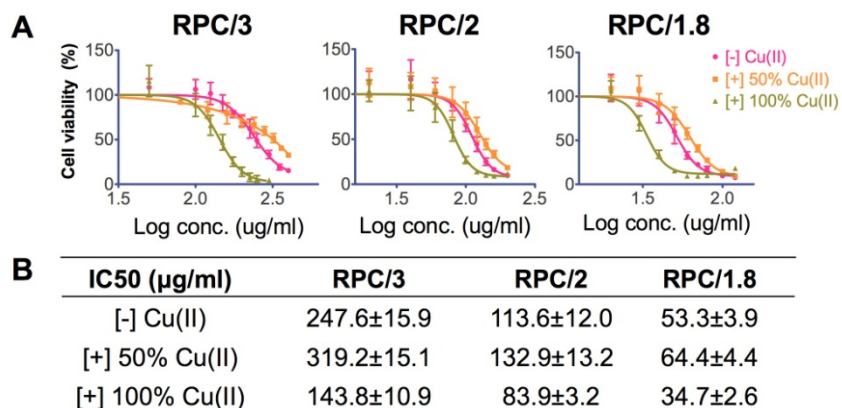 A
RPC/3 RPC/2 RPC/1.8
Cell viability (%)
150
100
50
0
1.5 2.0 2.5
Log conc. (ug/ml)
150
100
50
0
1.5 2.0 2.5
Log conc. (ug/ml)
150
100
50
0
1.5 2.0
Log conc. (ug/ml)
[-] Cu(II)
[+] 50% Cu(II)
[+] 100% Cu(II)
B
IC50 (µg/ml) RPC/3 RPC/2 RPC/1.8
[-] Cu(II) 247.6±15.9 113.6±12.0 53.3±3.9
[+] 50% Cu(II) 319.2±15.1 132.9±13.2 64.4±4.4
[+] 100% Cu(II) 143.8±10.9 83.9±3.2 34.7±2.6